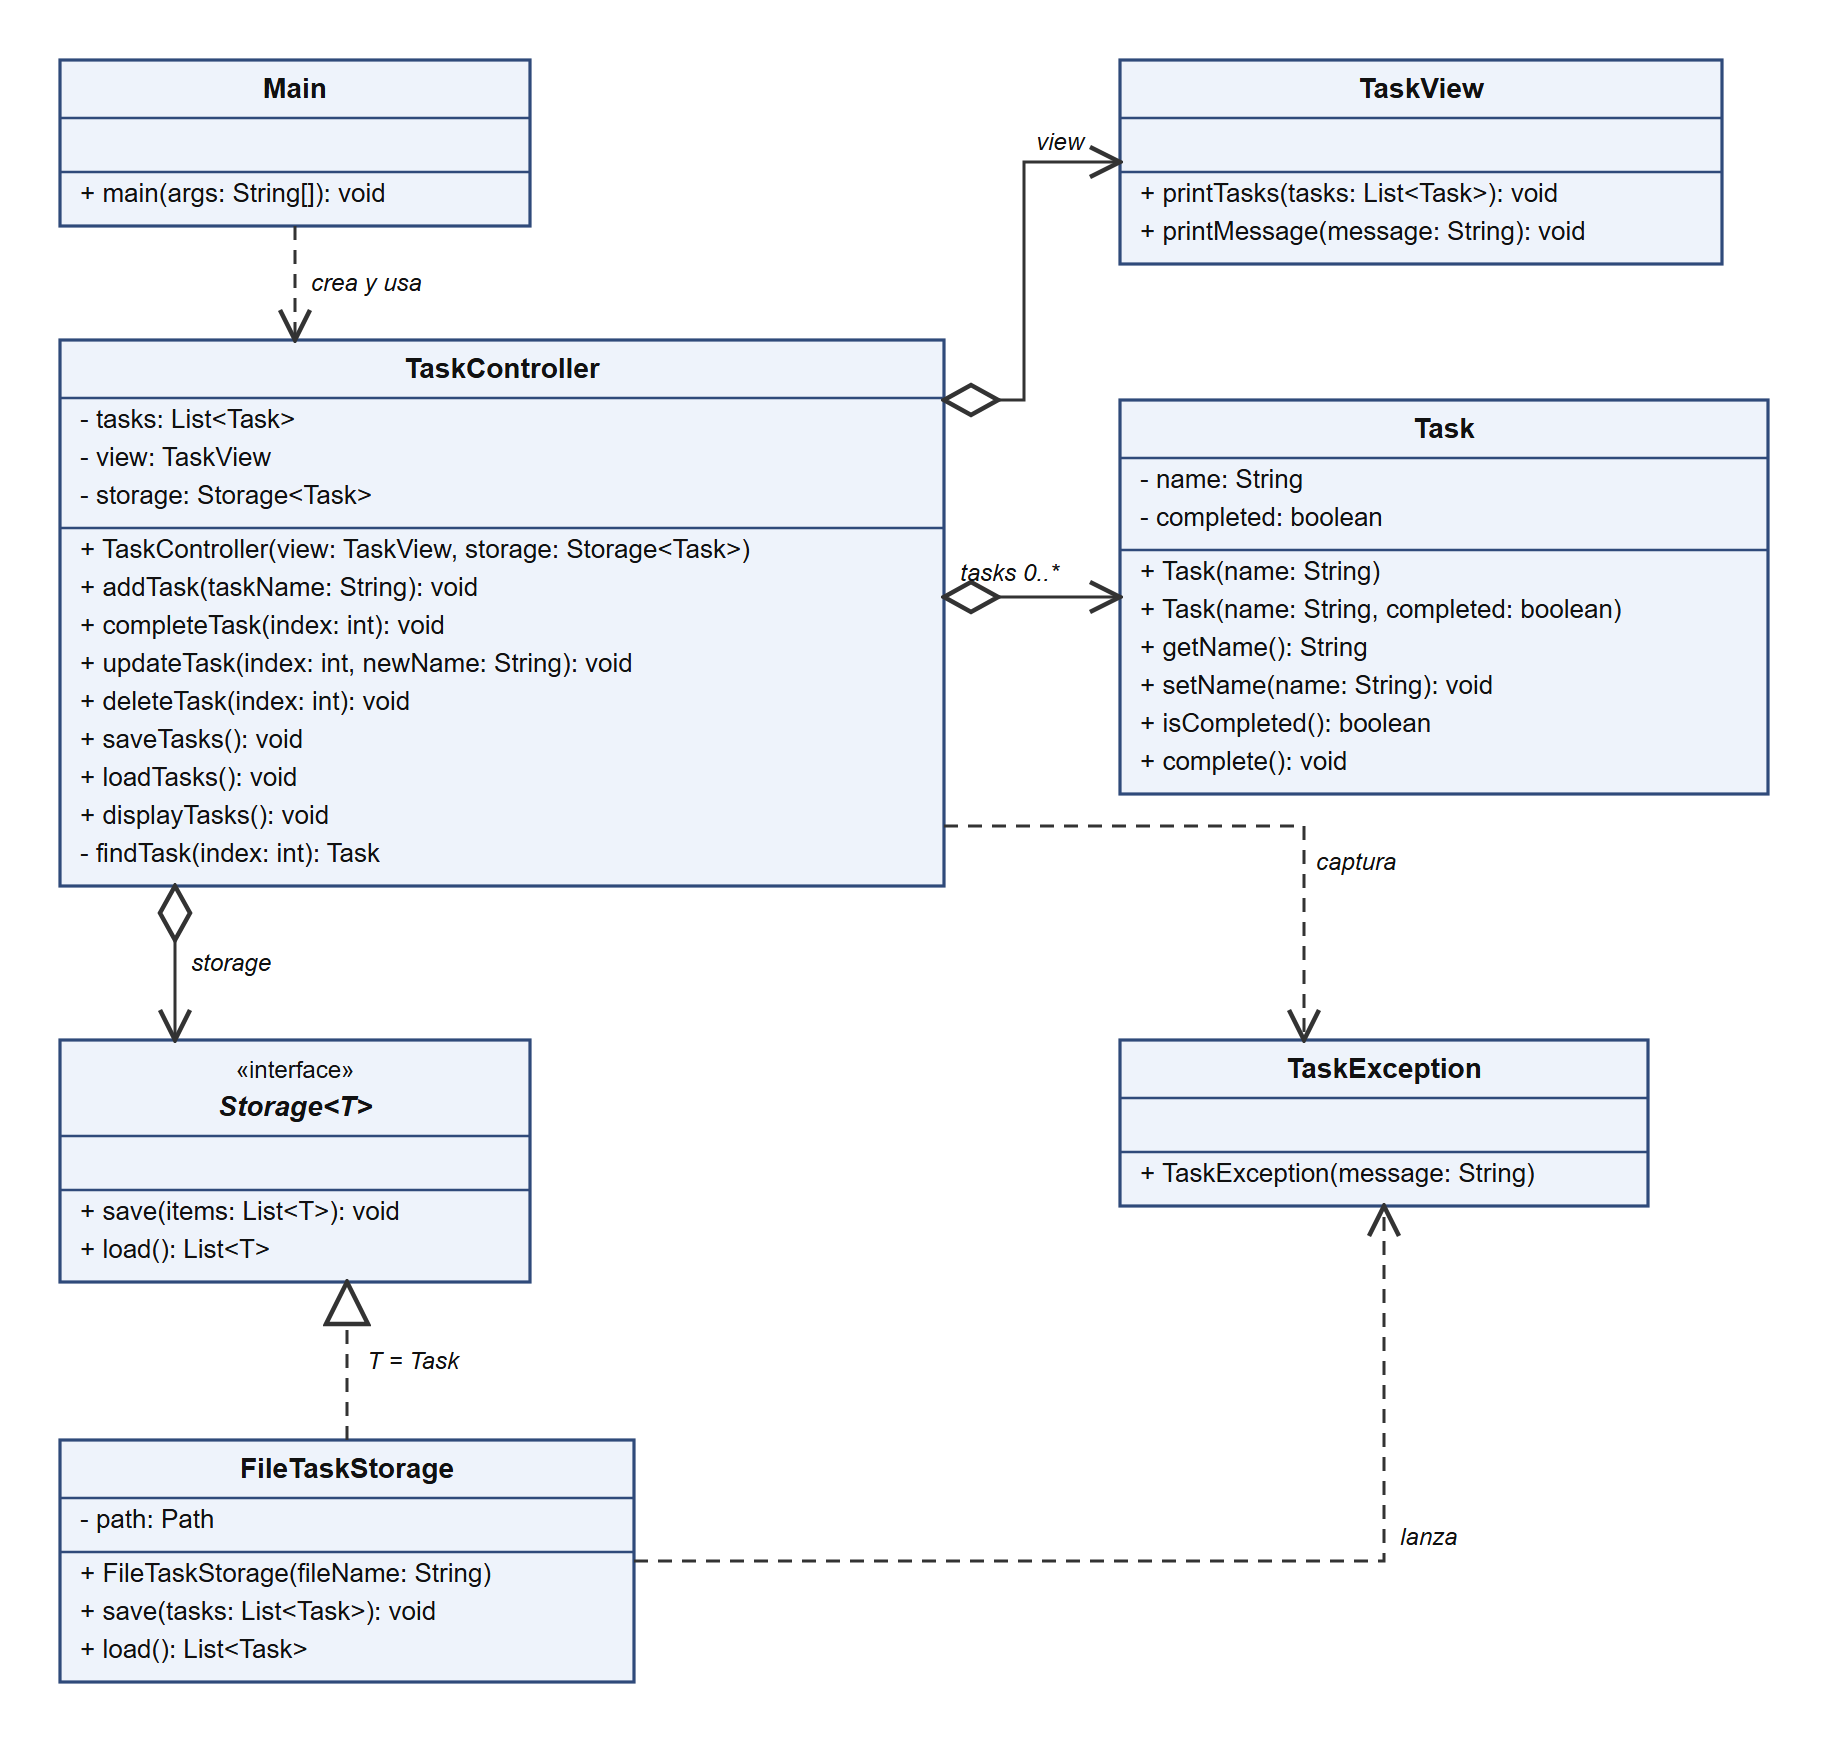 Main
+ main(args: String[]): void
crea y usa
TaskView
+ printTasks(tasks: List<Task>): void
+ printMessage(message: String): void
view
TaskController
- tasks: List<Task>
- view: TaskView
- storage: Storage<Task>
+ TaskController(view: TaskView, storage: Storage<Task>)
+ addTask(taskName: String): void
+ completeTask(index: int): void
+ updateTask(index: int, newName: String): void
+ deleteTask(index: int): void
+ saveTasks(): void
+ loadTasks(): void
+ displayTasks(): void
- findTask(index: int): Task
tasks 0..*
Task
- name: String
- completed: boolean
+ Task(name: String)
+ Task(name: String, completed: boolean)
+ getName(): String
+ setName(name: String): void
+ isCompleted(): boolean
+ complete(): void
captura
storage
«interface»
Storage<T>
+ save(items: List<T>): void
+ load(): List<T>
TaskException
+ TaskException(message: String)
T = Task
FileTaskStorage
- path: Path
+ FileTaskStorage(fileName: String)
+ save(tasks: List<Task>): void
+ load(): List<Task>
lanza